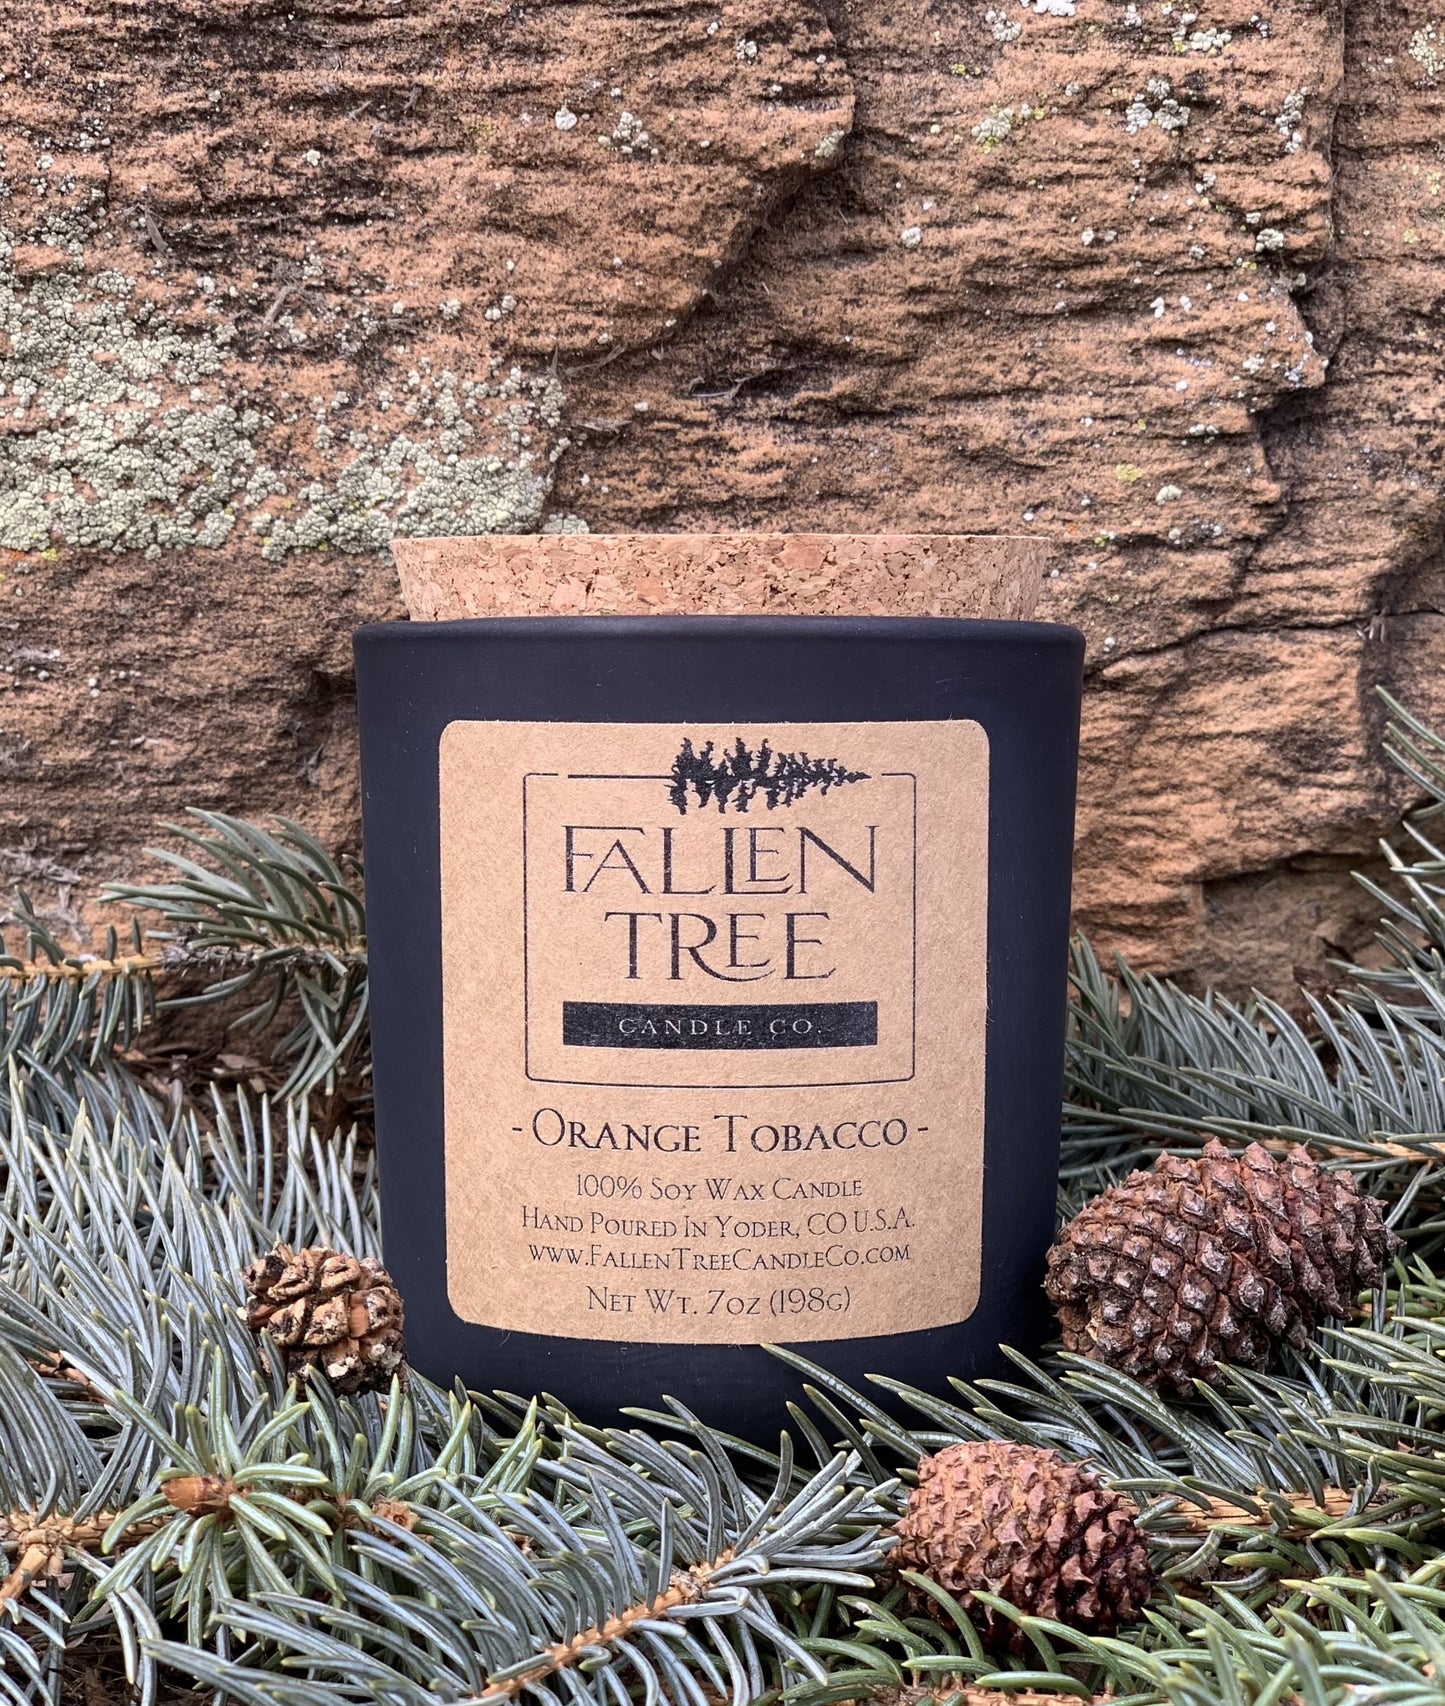 FALLEN
TREE
CANDLE CO.
- ORANGE TOBACCO -
100% SOY WAX CANDLE
HAND POURED IN YODER, CO U.S.A.
WWW.FALLENTREECANDLECO.COM
NET WT. 7OZ (198G)